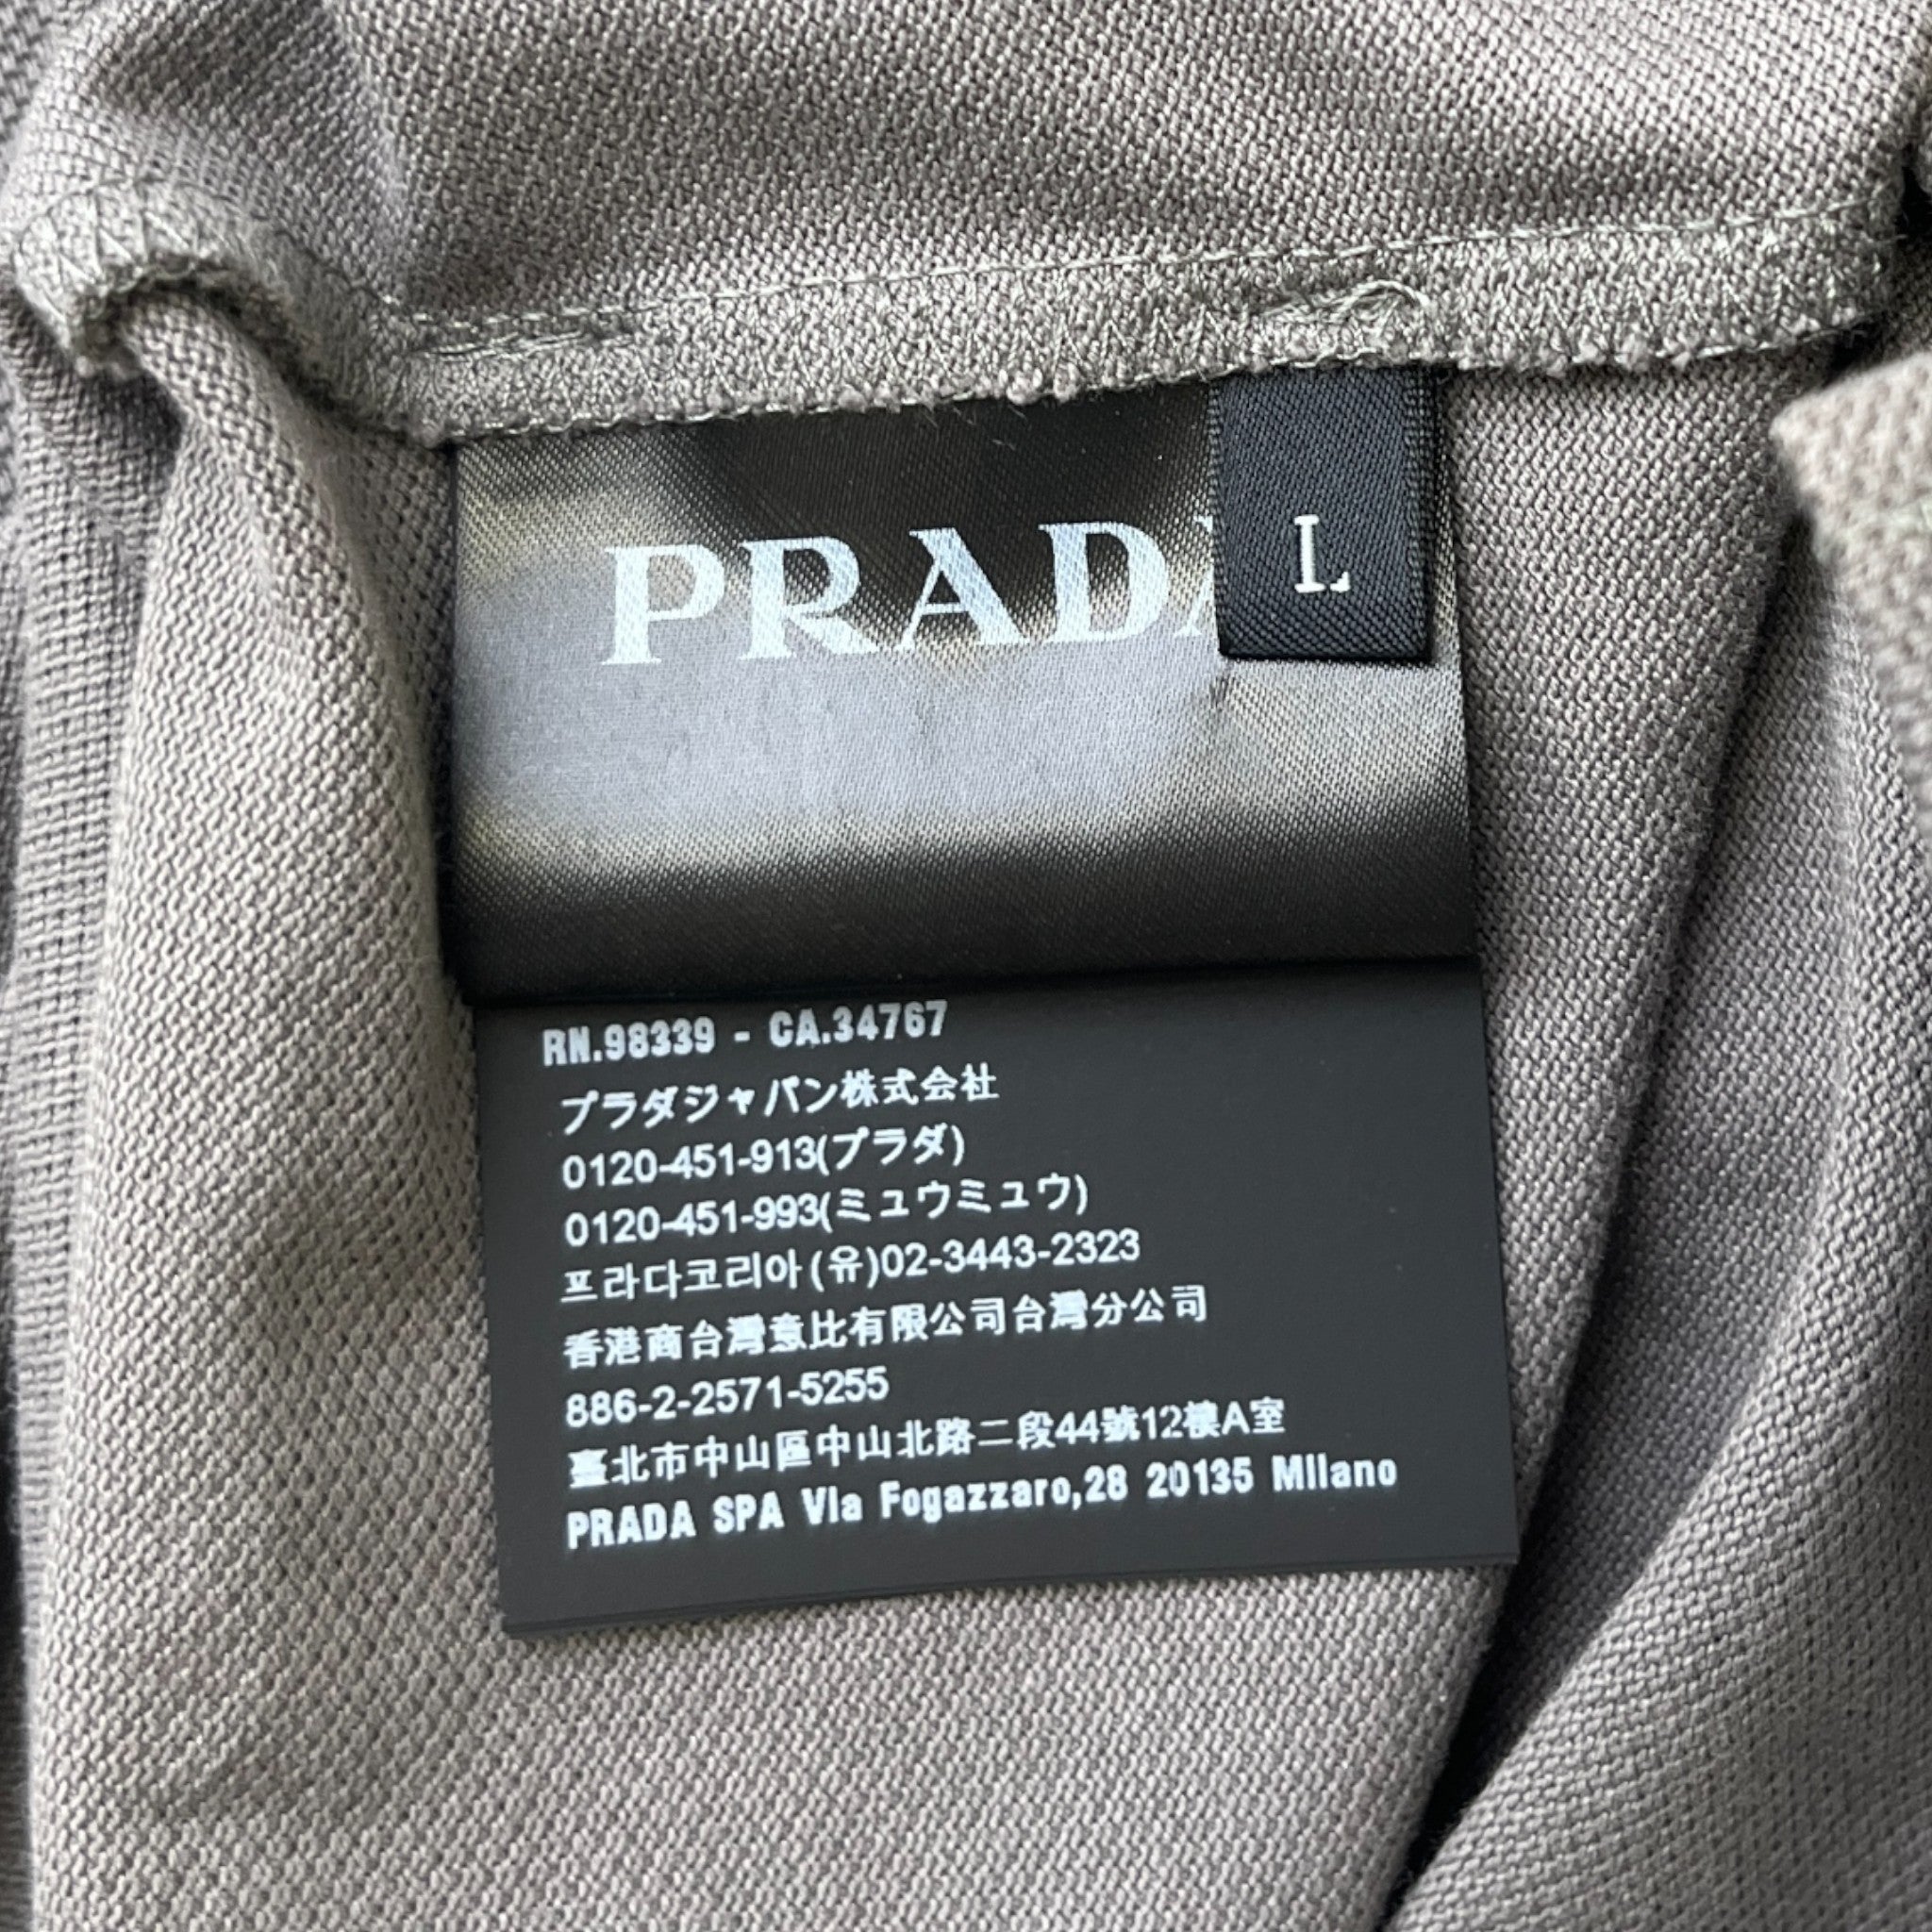 PRADA
L
RN.98339 - CA.34767
プラダジャパン株式会社
0120-451-913(プラダ)
0120-451-993(ミュウミュウ)
프라다코리아(유)02-3443-2323
香港商台灣意比有限公司台灣分公司
886-2-2571-5255
臺北市中山區中山北路二段44號12樓A室
PRADA SPA Via Fogazzaro,28 20135 Milano